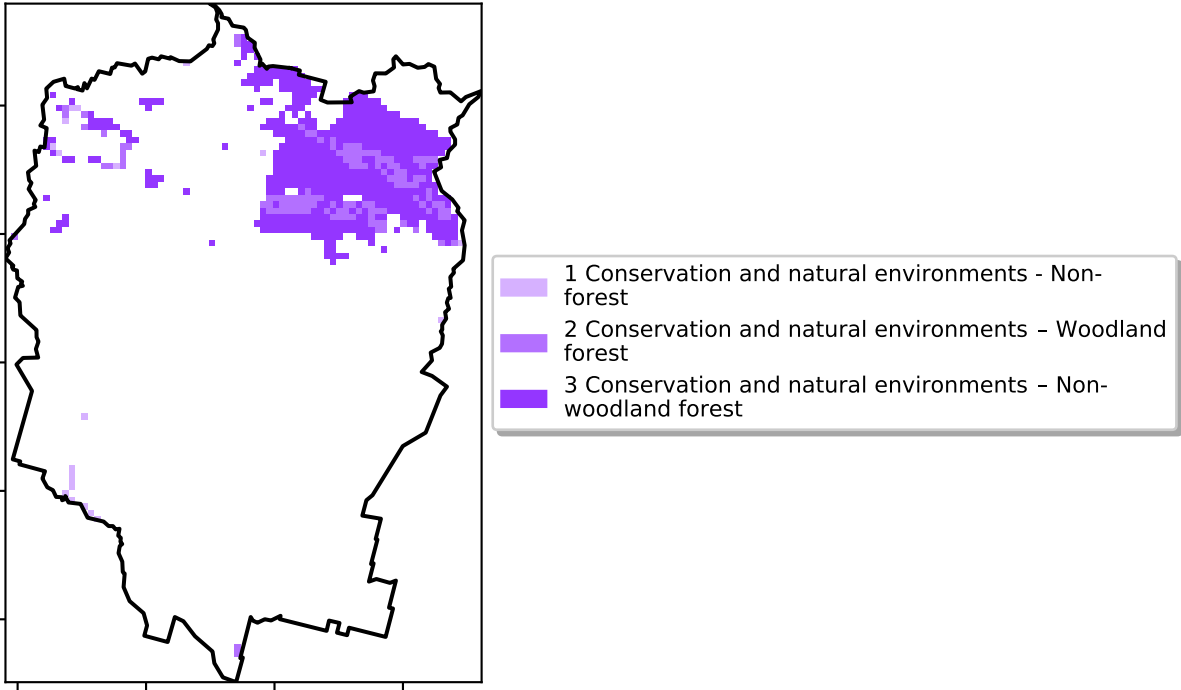 1 Conservation and natural environments - Non-
forest
2 Conservation and natural environments – Woodland
forest
3 Conservation and natural environments – Non-
woodland forest